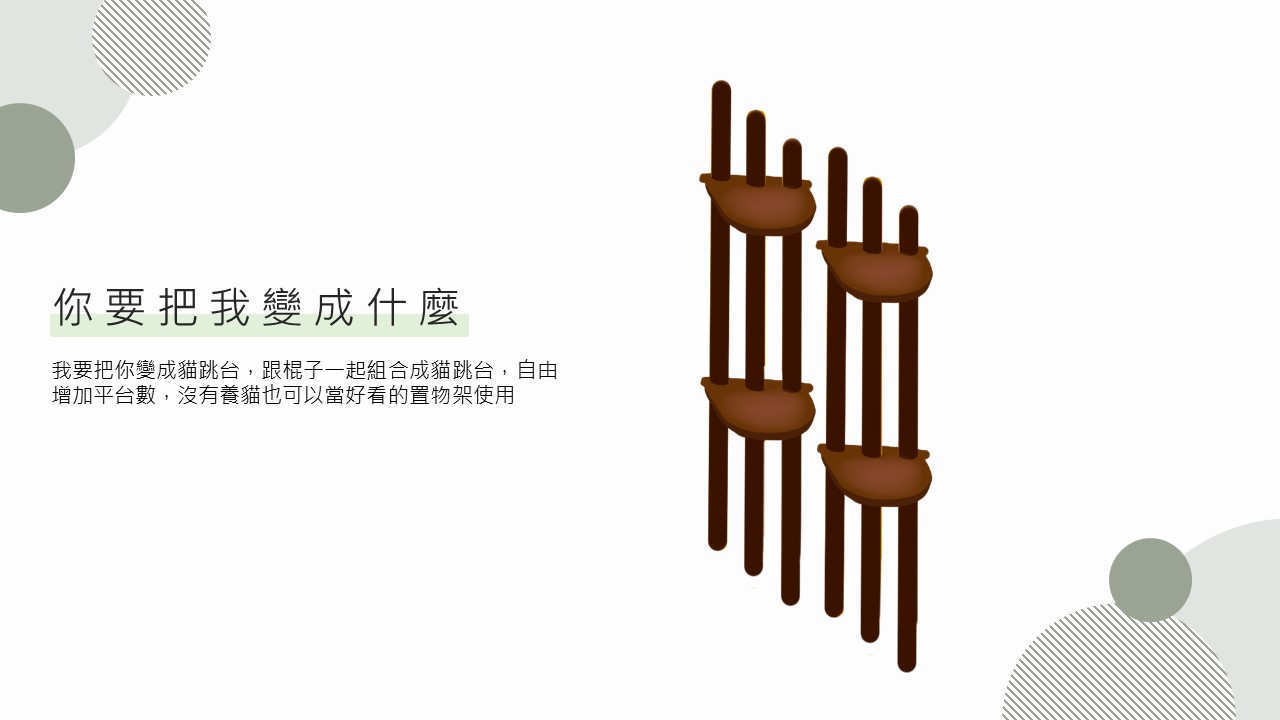 你要把我變成什麼
我要把你變成貓跳台，跟棍子一起組合成貓跳台，自由
增加平台數，沒有養貓也可以當好看的置物架使用